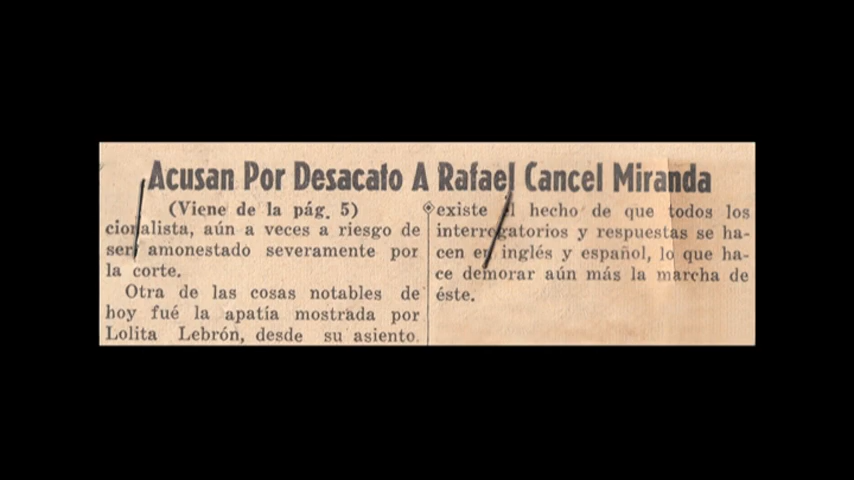 Acusan Por Desacato A Rafael Cancel Miranda
(Viene de la pág. 5)
cionalista, aún a veces a riesgo de
ser amonestado severamente por
la corte.
Otra de las cosas notables de
hoy fué la apatía mostrada por
Lolita Lebrón, desde su asiento.
existe el hecho de que todos los
interrogatorios y respuestas se ha-
cen en inglés y español, lo que ha-
ce demorar aún más la marcha de
éste.